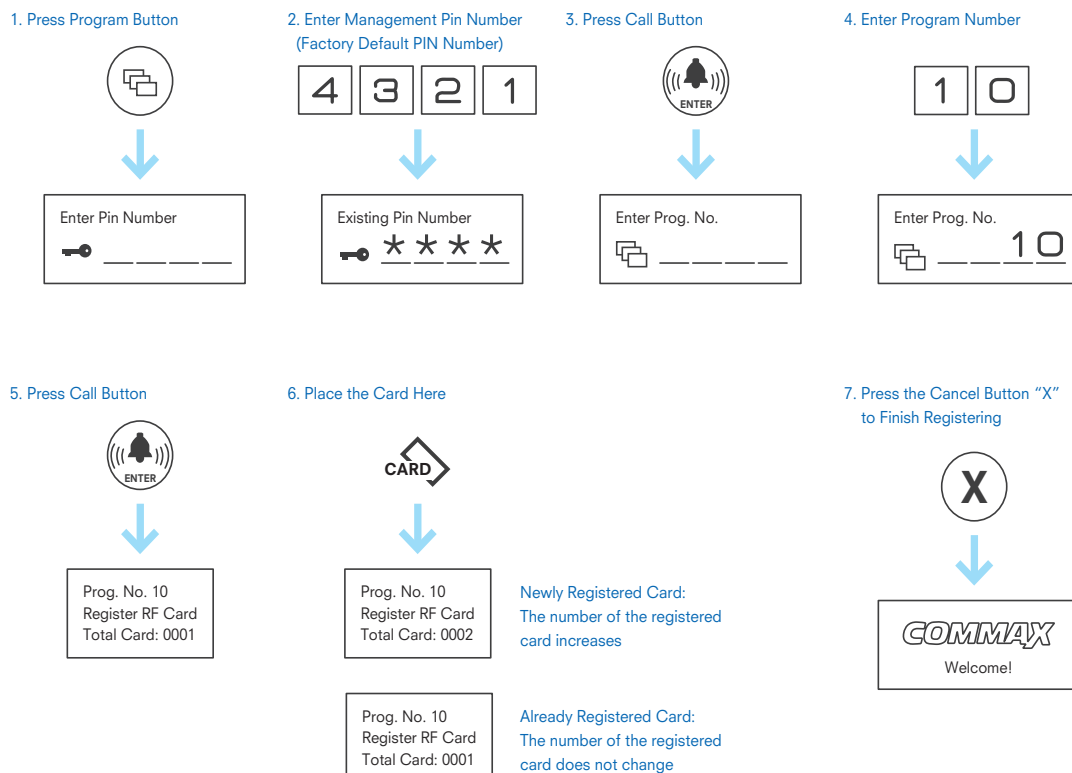 1. Press Program Button
Enter Pin Number
2. Enter Management Pin Number
(Factory Default PIN Number)
4 3 2 1
Existing Pin Number
* * * *
3. Press Call Button
ENTER
Enter Prog. No.
4. Enter Program Number
1 0
Enter Prog. No.
1 0
5. Press Call Button
ENTER
Prog. No. 10
Register RF Card
Total Card: 0001
6. Place the Card Here
CARD
Prog. No. 10
Register RF Card
Total Card: 0002
Newly Registered Card:
The number of the registered
card increases
Prog. No. 10
Register RF Card
Total Card: 0001
Already Registered Card:
The number of the registered
card does not change
7. Press the Cancel Button “X”
to Finish Registering
X
COMMAX
Welcome!